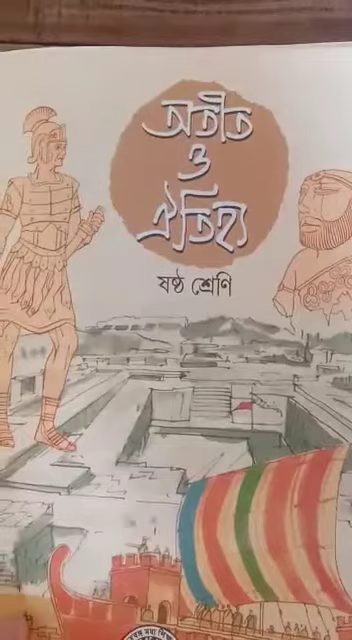 অতীত
ও
ঐতিহ্য
ষষ্ঠ শ্রেণি